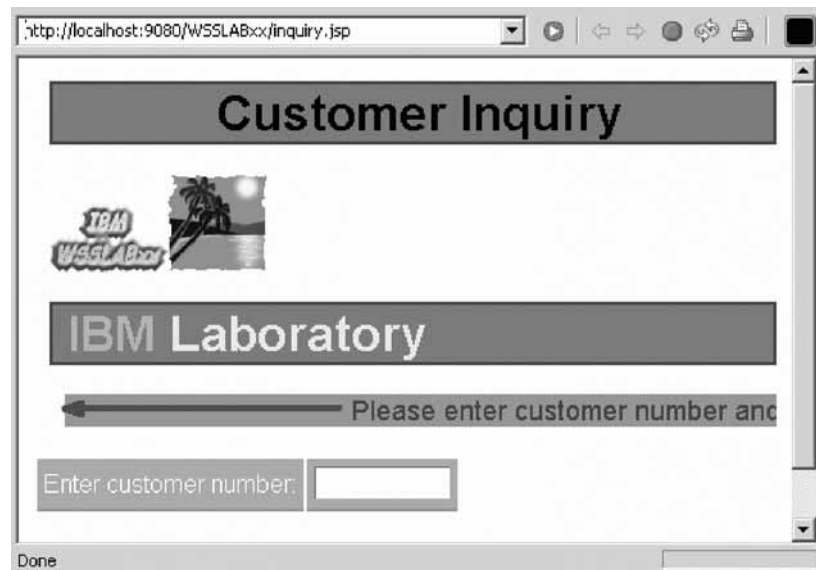 http://localhost:9080/WSSLABxx/inquiry.jsp
Customer Inquiry
IBM
WSSLABxx
IBM Laboratory
Please enter customer number and
Enter customer number:
Done